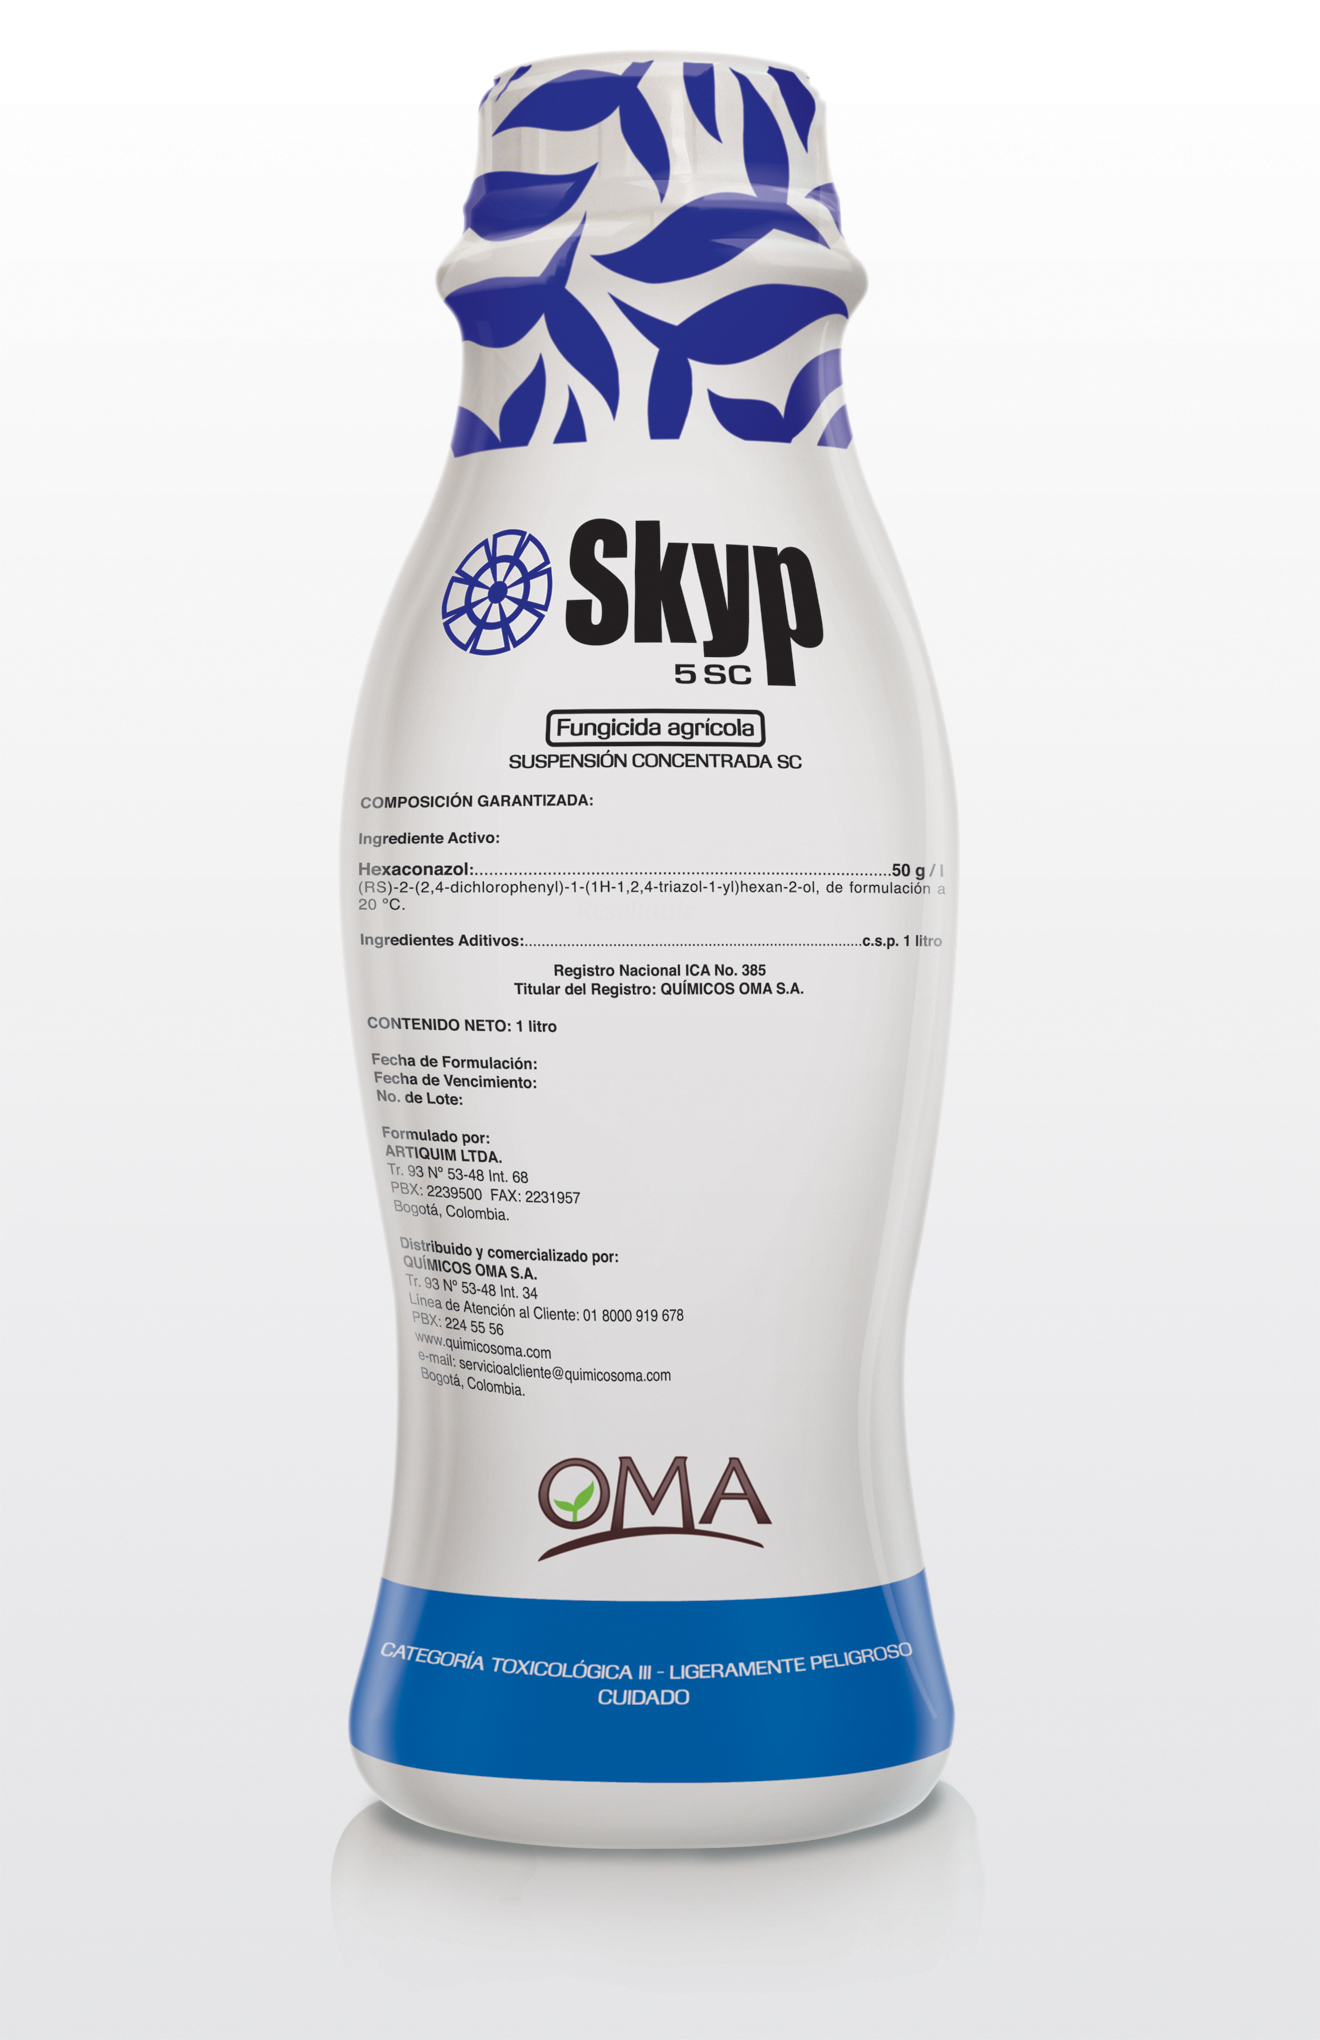 Skyp
5 SC
Fungicida agrícola
SUSPENSIÓN CONCENTRADA SC
COMPOSICIÓN GARANTIZADA:
Ingrediente Activo:
Hexaconazol:..........................................................................................50 g / l
(RS)-2-(2,4-dichlorophenyl)-1-(1H-1,2,4-triazol-1-yl)hexan-2-ol, de formulación a
20 °C.
Ingredientes Aditivos:..............................................................................................c.s.p. 1 litro
Registro Nacional ICA No. 385
Titular del Registro: QUÍMICOS OMA S.A.
CONTENIDO NETO: 1 litro
Fecha de Formulación:
Fecha de Vencimiento:
No. de Lote:
Formulado por:
ARTIQUIM LTDA.
Tr. 93 Nº 53-48 Int. 68
PBX: 2239500 FAX: 2231957
Bogotá, Colombia.
Distribuido y comercializado por:
QUÍMICOS OMA S.A.
Tr. 93 Nº 53-48 Int. 34
Línea de Atención al Cliente: 01 8000 919 678
PBX: 224 55 56
www.quimicosoma.com
e-mail: servicioalcliente@quimicosoma.com
Bogotá, Colombia.
OMA
CATEGORÍA TOXICOLÓGICA III - LIGERAMENTE PELIGROSO
CUIDADO